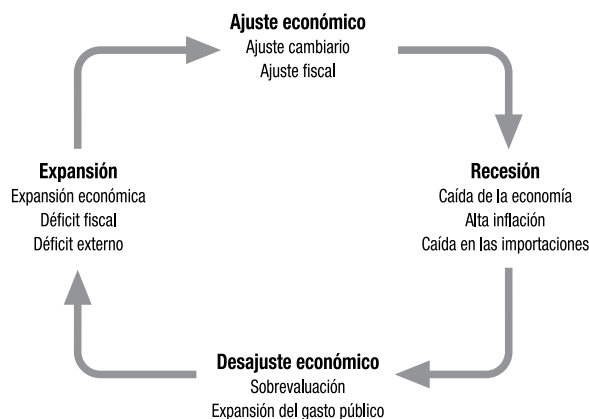 Ajuste económico
Ajuste cambiario
Ajuste fiscal
Expansión
Expansión económica
Déficit fiscal
Déficit externo
Recesión
Caída de la economía
Alta inflación
Caída en las importaciones
Desajuste económico
Sobrevaluación
Expansión del gasto público